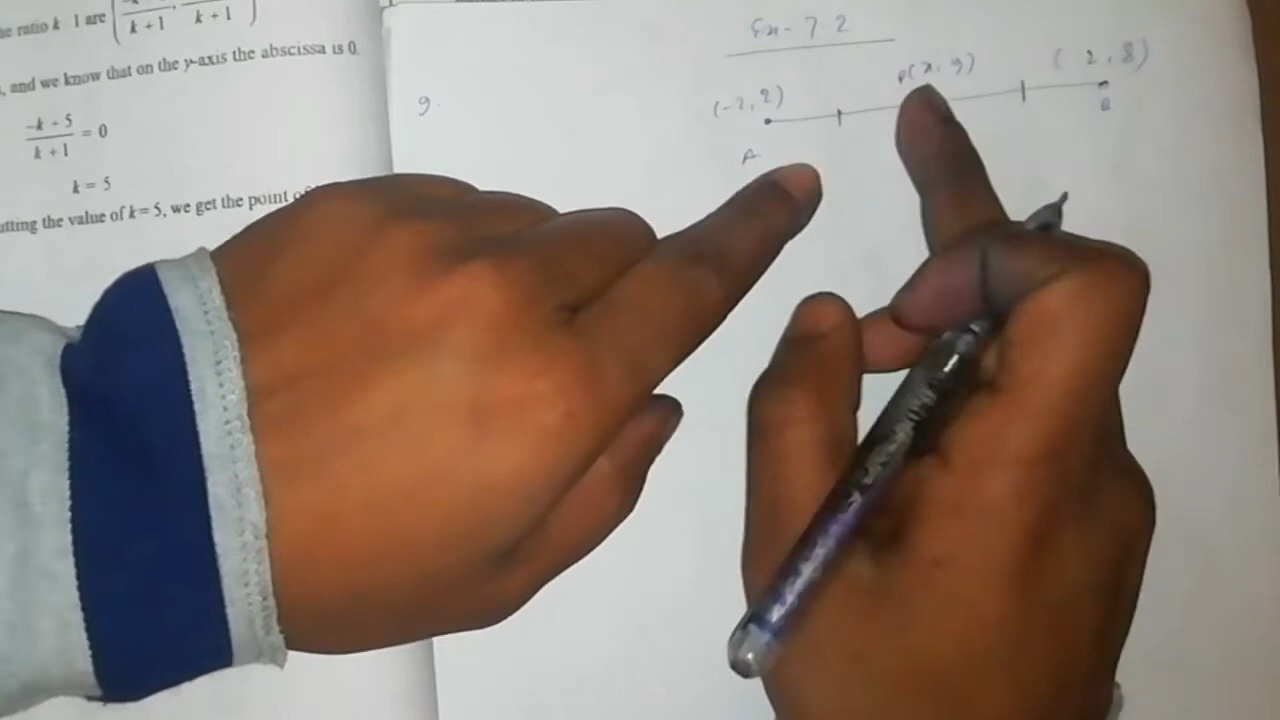 he ratio k 1 are ( k + 1 , k + 1 )
, and we know that on the y-axis the abscissa is 0.
-k + 5 / k + 1 = 0
k = 5
utting the value of k = 5, we get the point of
Ex - 7 2
9.
(-2, 2) P(x, y) ( 2, 8)
A B